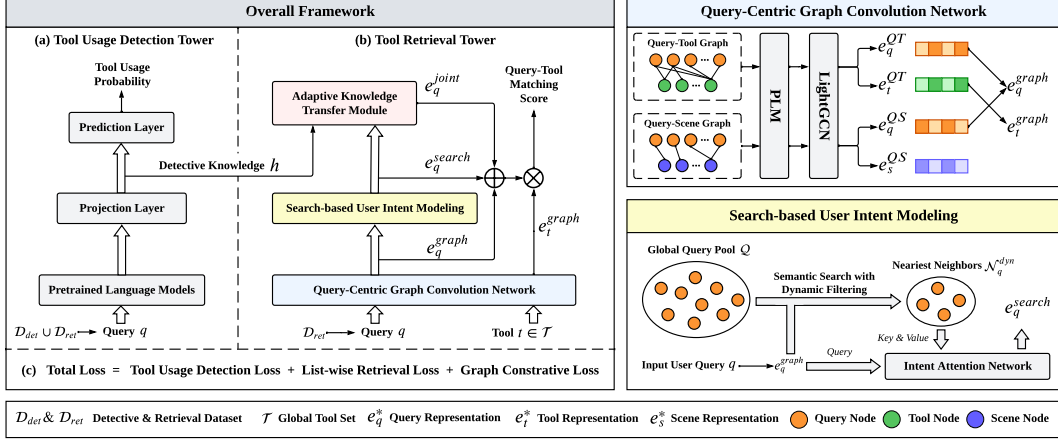 Overall Framework
(a) Tool Usage Detection Tower
(b) Tool Retrieval Tower
Tool Usage
Probability
Prediction Layer
Detective Knowledge h
Projection Layer
Pretrained Language Models
D_det ∪ D_ret Query q
Adaptive Knowledge
Transfer Module
e_q^joint
Query-Tool
Matching
Score
e_q^search
Search-based User Intent Modeling
e_q^graph
e_t^graph
Query-Centric Graph Convolution Network
D_ret Query q
Tool t ∈ T
(c) Total Loss = Tool Usage Detection Loss + List-wise Retrieval Loss + Graph Constrative Loss
Query-Centric Graph Convolution Network
Query-Tool Graph
Query-Scene Graph
PLM
LightGCN
e_q^QT
e_t^QT
e_q^QS
e_s^QS
e_q^graph
e_t^graph
Search-based User Intent Modeling
Global Query Pool Q
Semantic Search with
Dynamic Filtering
Neariest Neighbors N_q^dyn
e_q^search
Key & Value
Input User Query q
e_q^graph
Query
Intent Attention Network
D_det & D_ret Detective & Retrieval Dataset T Global Tool Set e_q^* Query Representation e_t^* Tool Representation e_s^* Scene Representation Query Node Tool Node Scene Node